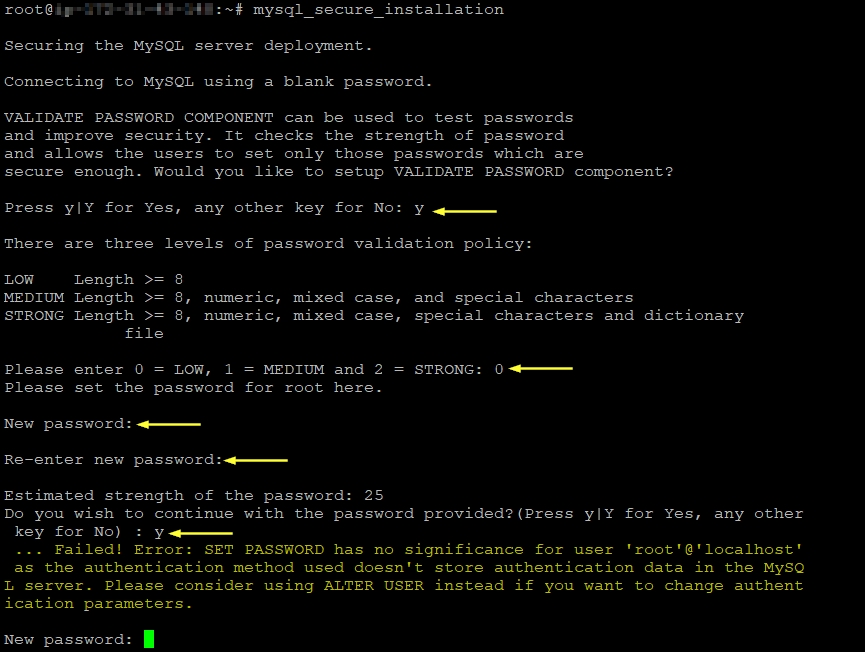 root@:~# mysql_secure_installation
Securing the MySQL server deployment.
Connecting to MySQL using a blank password.
VALIDATE PASSWORD COMPONENT can be used to test passwords
and improve security. It checks the strength of password
and allows the users to set only those passwords which are
secure enough. Would you like to setup VALIDATE PASSWORD component?
Press y|Y for Yes, any other key for No: y
There are three levels of password validation policy:
LOW    Length >= 8
MEDIUM Length >= 8, numeric, mixed case, and special characters
STRONG Length >= 8, numeric, mixed case, special characters and dictionary
            file
Please enter 0 = LOW, 1 = MEDIUM and 2 = STRONG: 0
Please set the password for root here.
New password:
Re-enter new password:
Estimated strength of the password: 25
Do you wish to continue with the password provided?(Press y|Y for Yes, any other
 key for No) : y
 ... Failed! Error: SET PASSWORD has no significance for user 'root'@'localhost'
 as the authentication method used doesn't store authentication data in the MySQ
L server. Please consider using ALTER USER instead if you want to change authent
ication parameters.
New password: